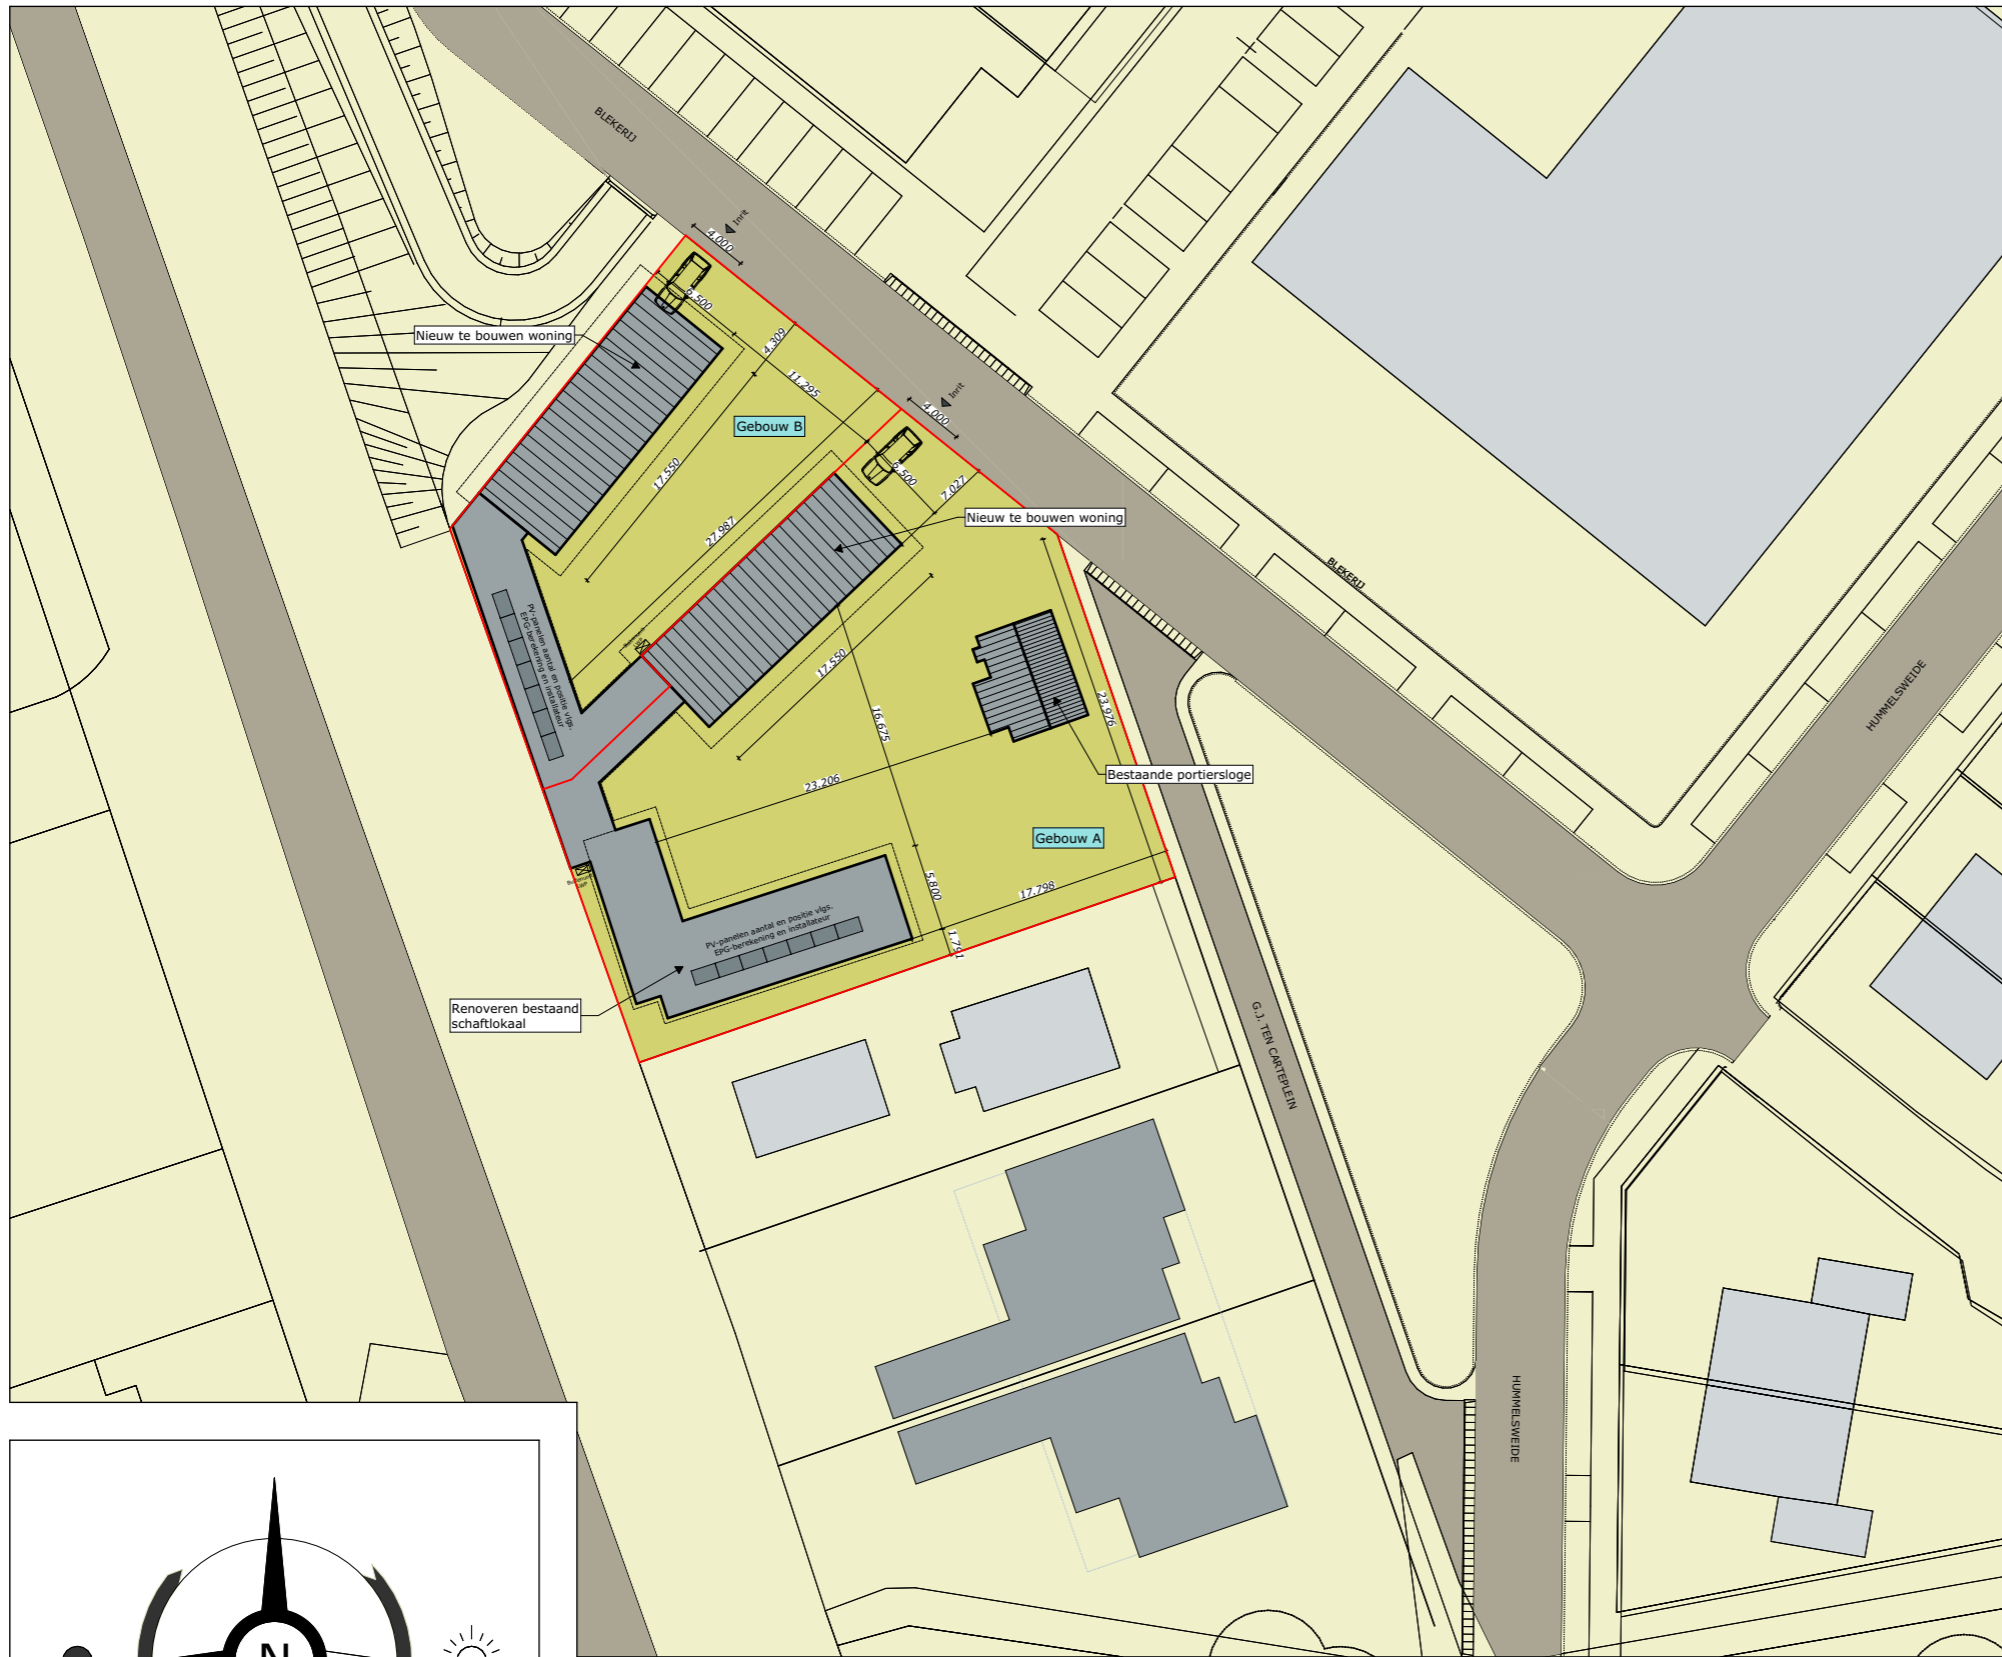 BLEKERIJ
Inrit
4.000
6.500
Nieuw te bouwen woning
4.309
11.295
Inrit
4.000
Gebouw B
17.550
6.500
7.027
27.987
Nieuw te bouwen woning
BLEKERIJ
PV-panelen aantal en positie vlgs.
EPG-berekening en installateur
17.550
HUMMELSWEIDE
23.976
16.675
Bestaande portiersloge
23.206
Gebouw A
5.800
17.798
PV-panelen aantal en positie vlgs.
EPG-berekening en installateur
1.791
Renoveren bestaand
schaftlokaal
G.J. TEN CARTEPLEIN
HUMMELSWEIDE
N